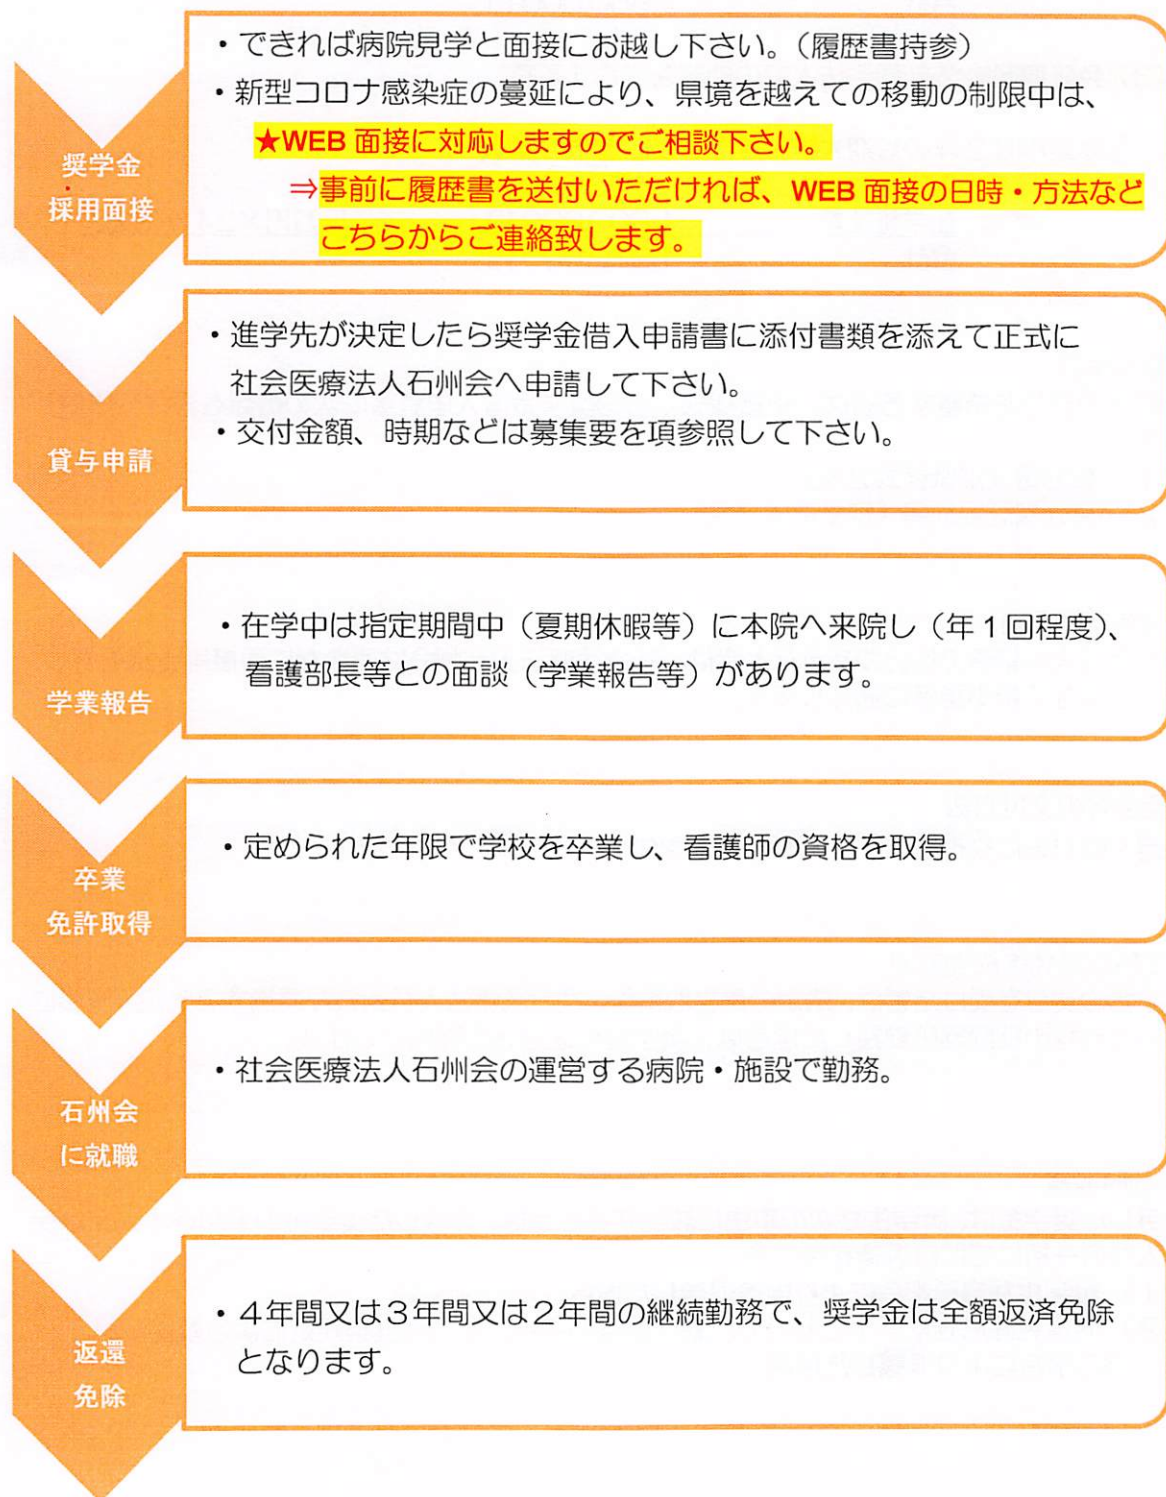 奨学金
採用面接
・できれば病院見学と面接にお越し下さい。（履歴書持参）
・新型コロナ感染症の蔓延により、県境を越えての移動の制限中は、
★WEB 面接に対応しますのでご相談下さい。
⇒事前に履歴書を送付いただければ、WEB 面接の日時・方法など
こちらからご連絡致します。
貸与申請
・進学先が決定したら奨学金借入申請書に添付書類を添えて正式に
社会医療法人石州会へ申請して下さい。
・交付金額、時期などは募集要を項参照して下さい。
学業報告
・在学中は指定期間中（夏期休暇等）に本院へ来院し（年１回程度）、
看護部長等との面談（学業報告等）があります。
卒業
免許取得
・定められた年限で学校を卒業し、看護師の資格を取得。
石州会
に就職
・社会医療法人石州会の運営する病院・施設で勤務。
返還
免除
・４年間又は３年間又は２年間の継続勤務で、奨学金は全額返済免除
となります。